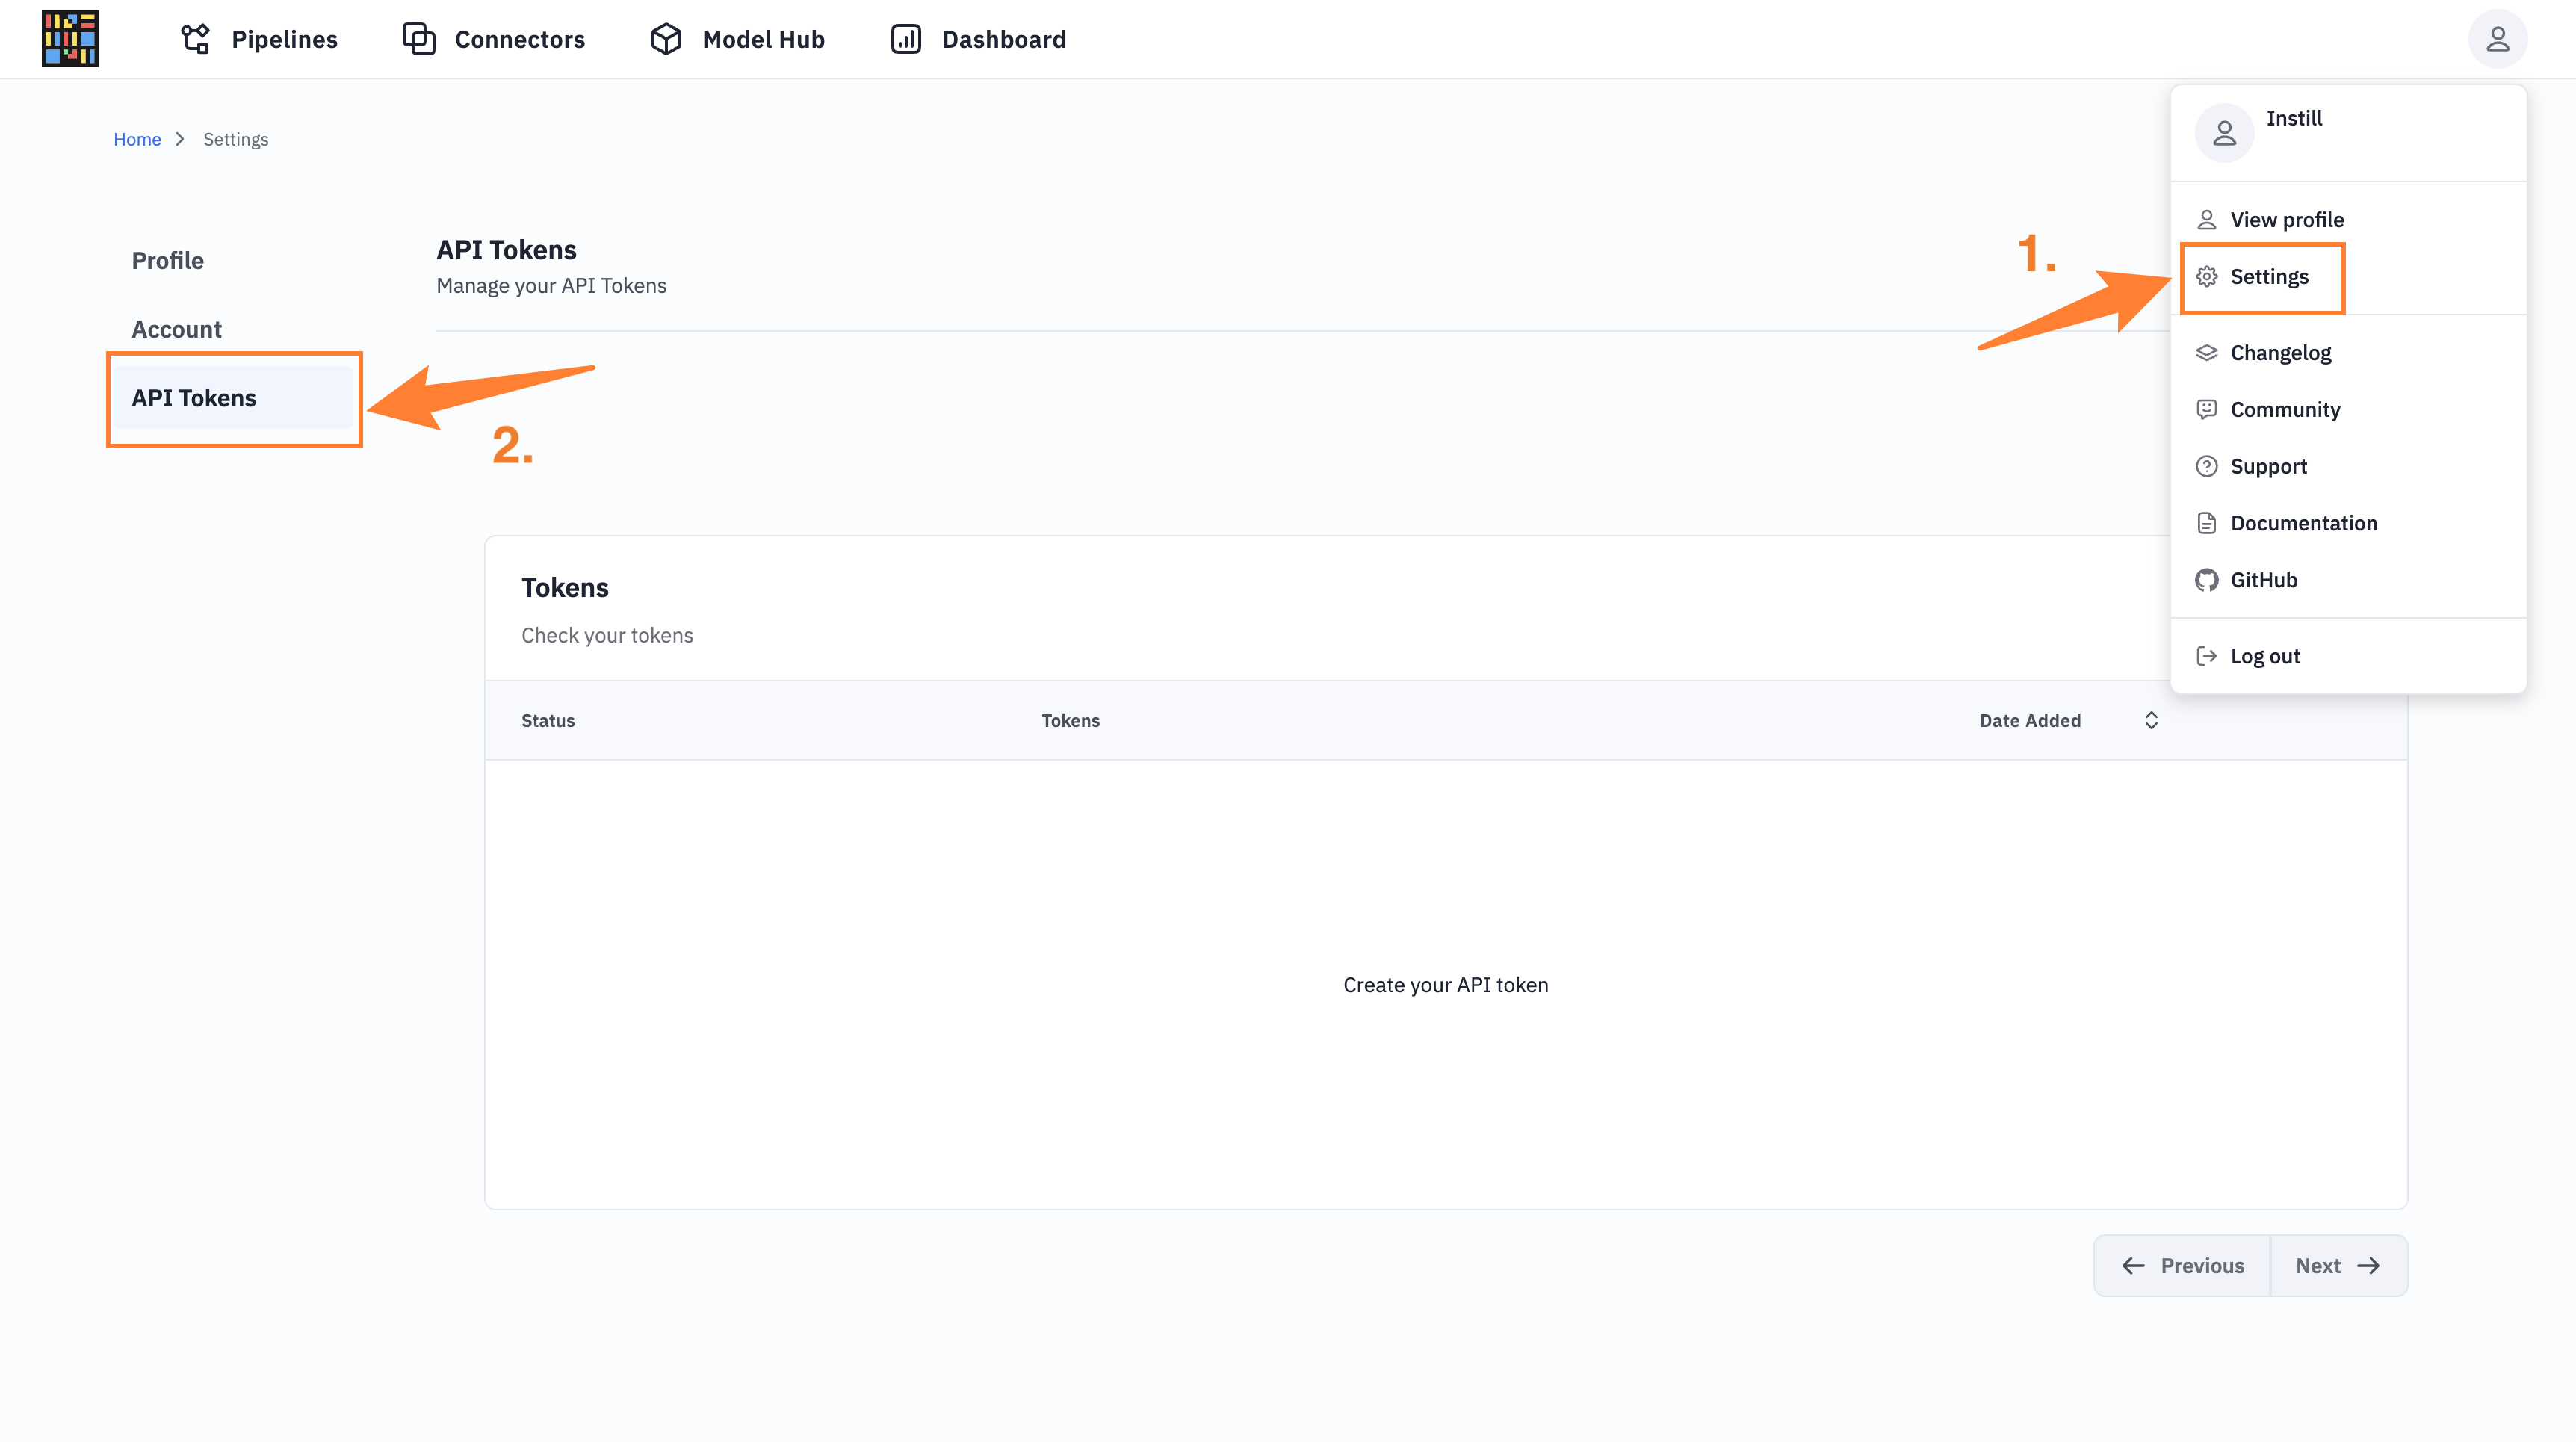 Pipelines
Connectors
Model Hub
Dashboard
Home
Settings
Instill
View profile
Settings
Changelog
Community
Support
Documentation
GitHub
Log out
1.
Profile
Account
API Tokens
2.
API Tokens
Manage your API Tokens
Tokens
Check your tokens
Status
Tokens
Date Added
Create your API token
Previous
Next